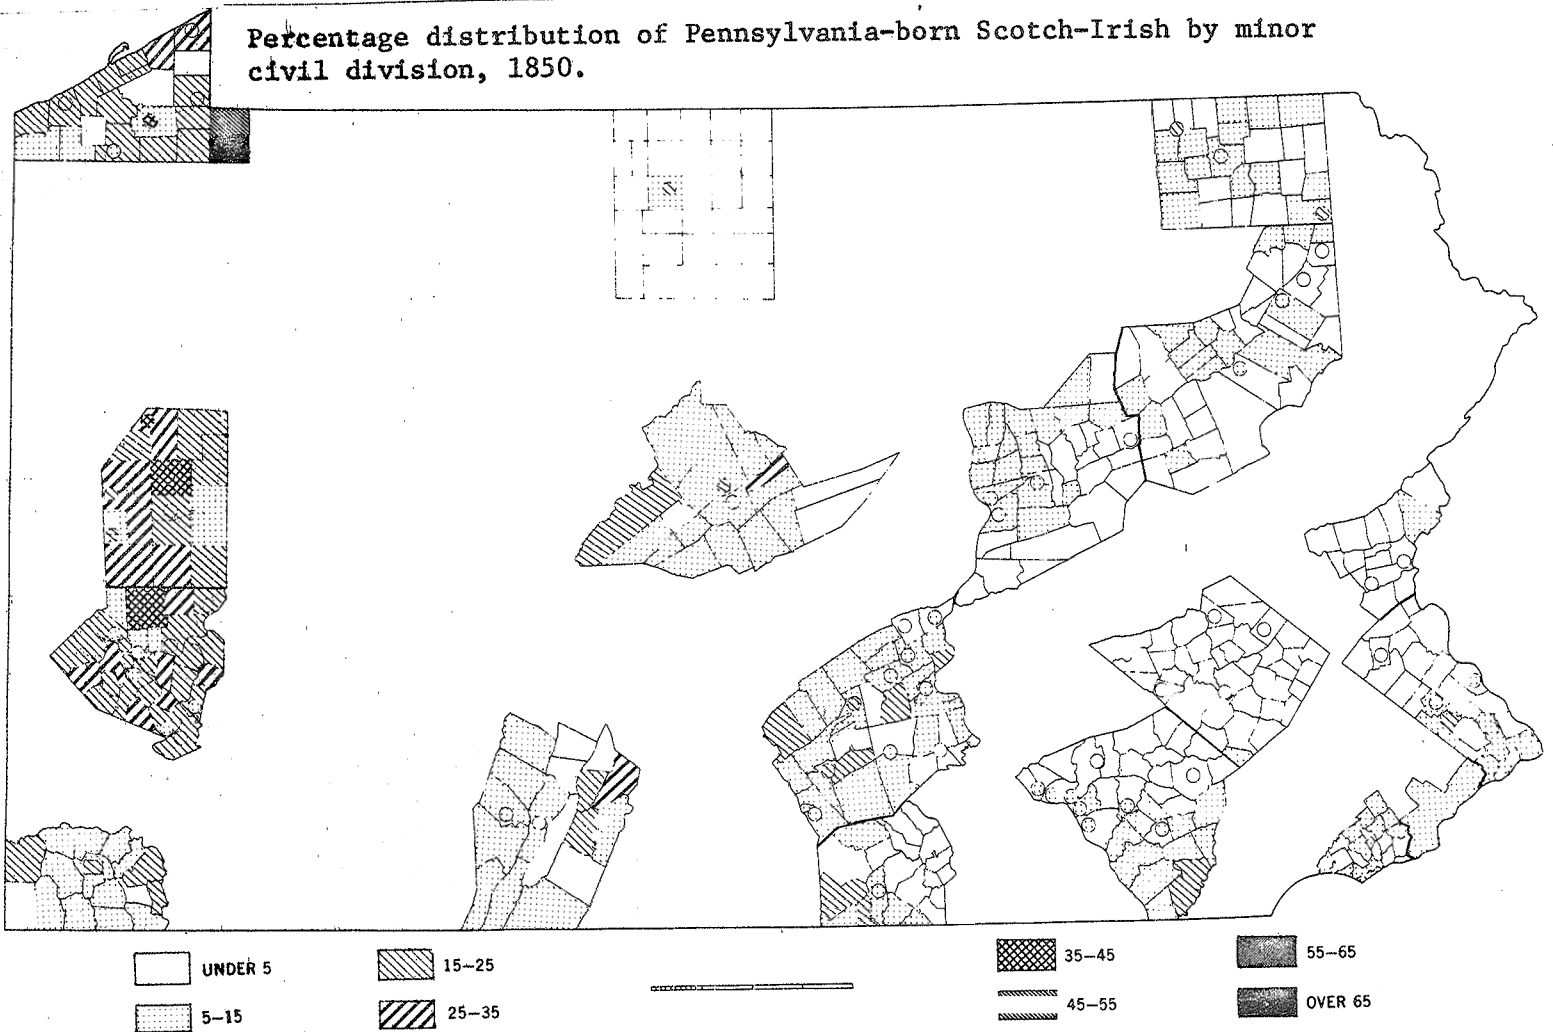 Percentage distribution of Pennsylvania-born Scotch-Irish by minor
civil division, 1850.
UNDER 5
5-15
15-25
25-35
35-45
45-55
55-65
OVER 65